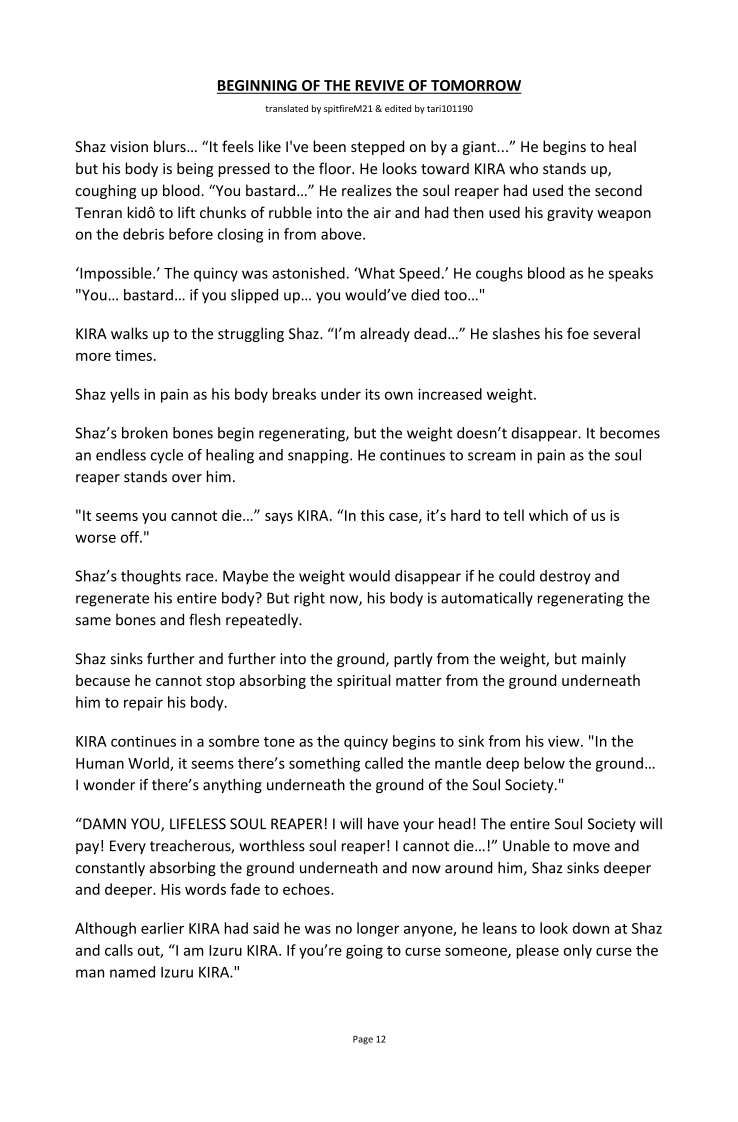 BEGINNING OF THE REVIVE OF TOMORROW
translated by spitfireM21 & edited by tari101190
Shaz vision blurs… “It feels like I've been stepped on by a giant...” He begins to heal
but his body is being pressed to the floor. He looks toward KIRA who stands up,
coughing up blood. “You bastard…” He realizes the soul reaper had used the second
Tenran kidô to lift chunks of rubble into the air and had then used his gravity weapon
on the debris before closing in from above.
‘Impossible.’ The quincy was astonished. ‘What Speed.’ He coughs blood as he speaks
"You… bastard… if you slipped up… you would’ve died too…"
KIRA walks up to the struggling Shaz. “I’m already dead…” He slashes his foe several
more times.
Shaz yells in pain as his body breaks under its own increased weight.
Shaz’s broken bones begin regenerating, but the weight doesn’t disappear. It becomes
an endless cycle of healing and snapping. He continues to scream in pain as the soul
reaper stands over him.
"It seems you cannot die…” says KIRA. “In this case, it’s hard to tell which of us is
worse off."
Shaz’s thoughts race. Maybe the weight would disappear if he could destroy and
regenerate his entire body? But right now, his body is automatically regenerating the
same bones and flesh repeatedly.
Shaz sinks further and further into the ground, partly from the weight, but mainly
because he cannot stop absorbing the spiritual matter from the ground underneath
him to repair his body.
KIRA continues in a sombre tone as the quincy begins to sink from his view. "In the
Human World, it seems there’s something called the mantle deep below the ground…
I wonder if there’s anything underneath the ground of the Soul Society."
“DAMN YOU, LIFELESS SOUL REAPER! I will have your head! The entire Soul Society will
pay! Every treacherous, worthless soul reaper! I cannot die…!” Unable to move and
constantly absorbing the ground underneath and now around him, Shaz sinks deeper
and deeper. His words fade to echoes.
Although earlier KIRA had said he was no longer anyone, he leans to look down at Shaz
and calls out, “I am Izuru KIRA. If you’re going to curse someone, please only curse the
man named Izuru KIRA."
Page 12